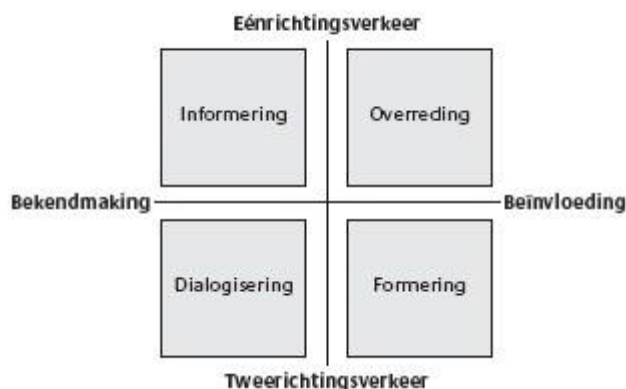 Eénrichtingsverkeer
Informering
Overreding
Bekendmaking
Beïnvloeding
Dialogisering
Formering
Tweerichtingsverkeer